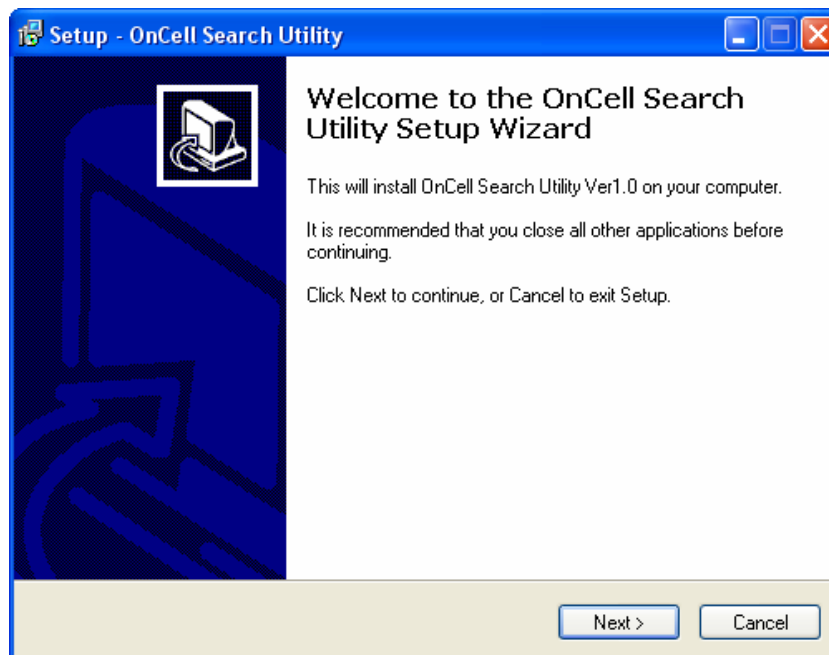 Setup - OnCell Search Utility
Welcome to the OnCell Search
Utility Setup Wizard
This will install OnCell Search Utility Ver1.0 on your computer.
It is recommended that you close all other applications before
continuing.
Click Next to continue, or Cancel to exit Setup.
Next >
Cancel